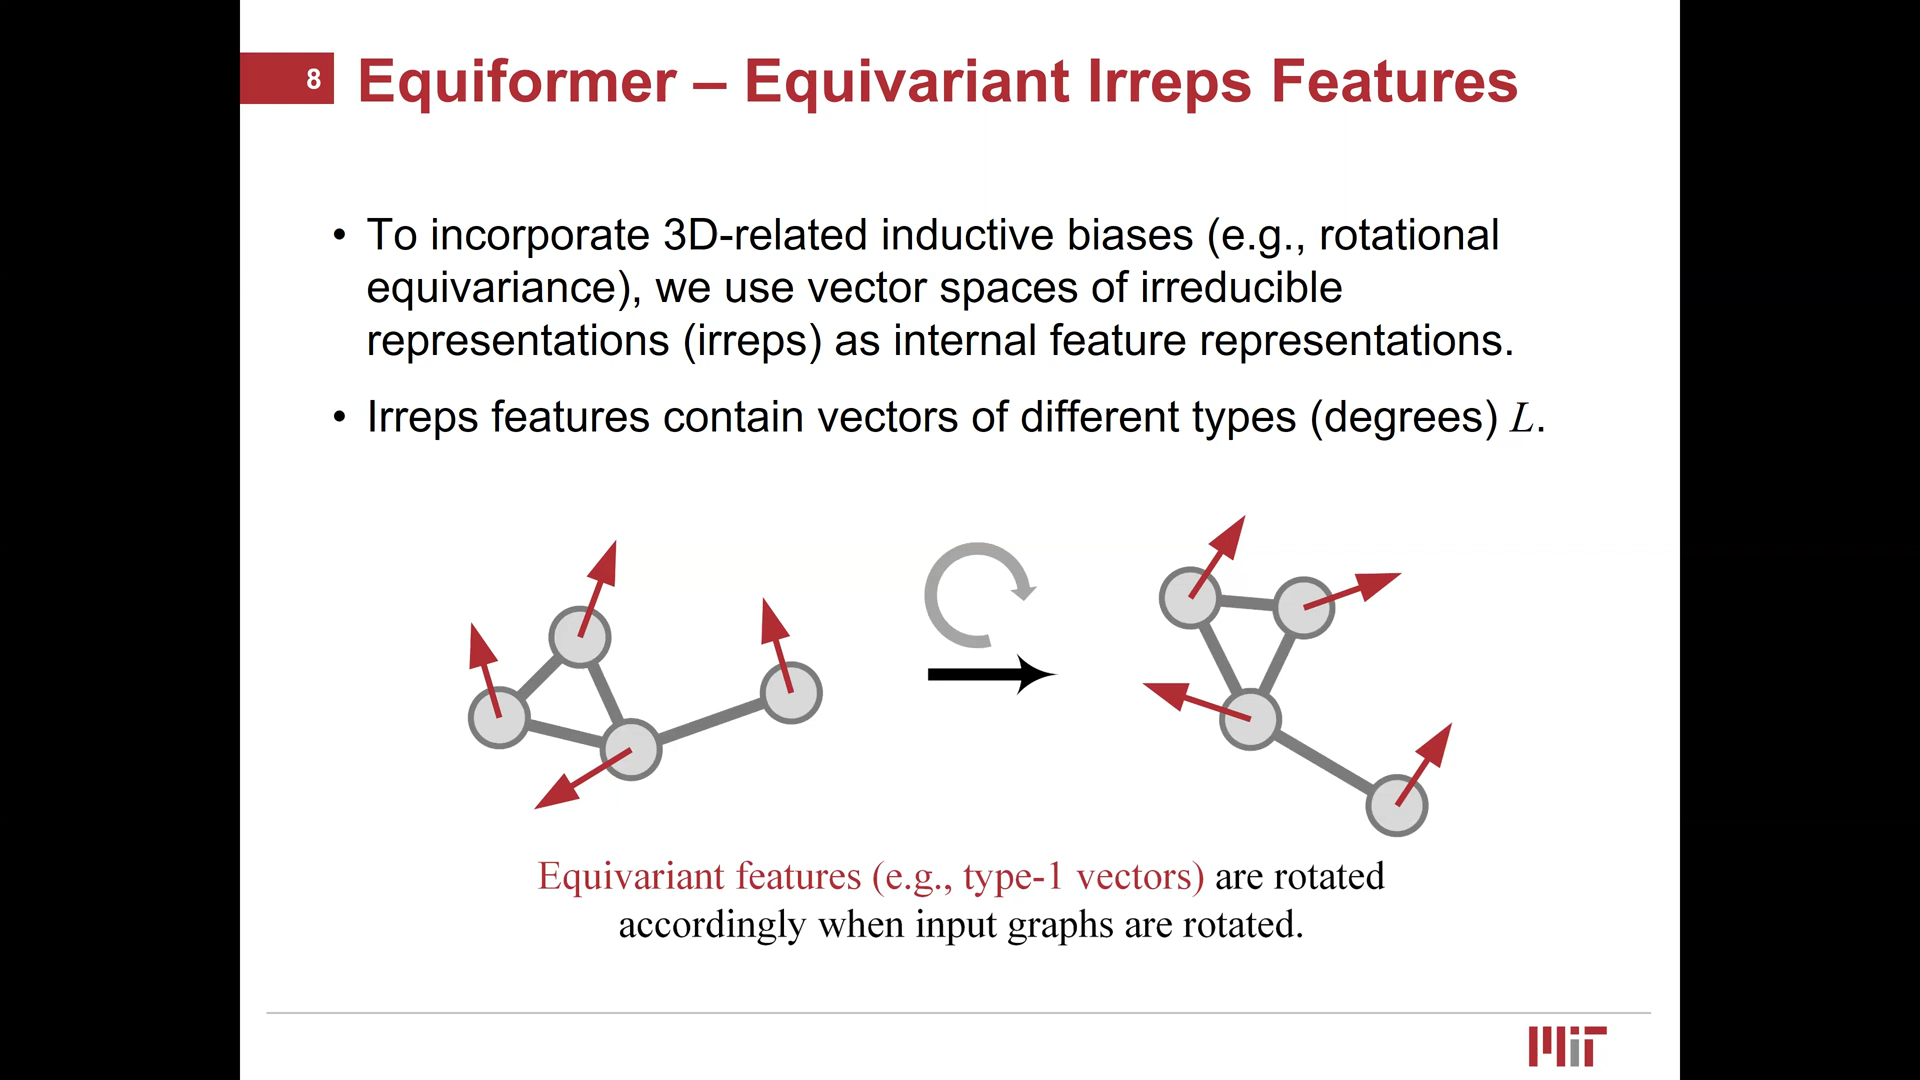 8
Equiformer – Equivariant Irreps Features
• To incorporate 3D-related inductive biases (e.g., rotational
equivariance), we use vector spaces of irreducible
representations (irreps) as internal feature representations.
• Irreps features contain vectors of different types (degrees) L.
Equivariant features (e.g., type-1 vectors) are rotated
accordingly when input graphs are rotated.
MIT